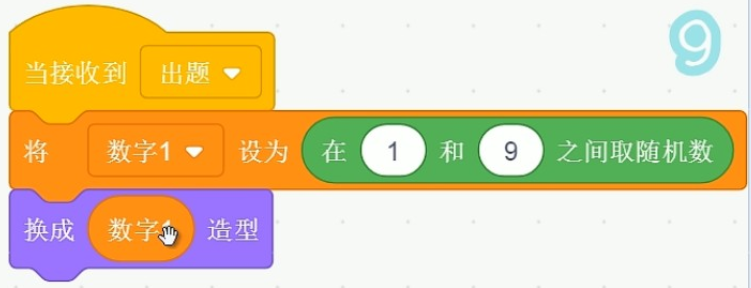 9
当接收到 出题
将 数字1 设为 在 1 和 9 之间取随机数
换成 数字 造型